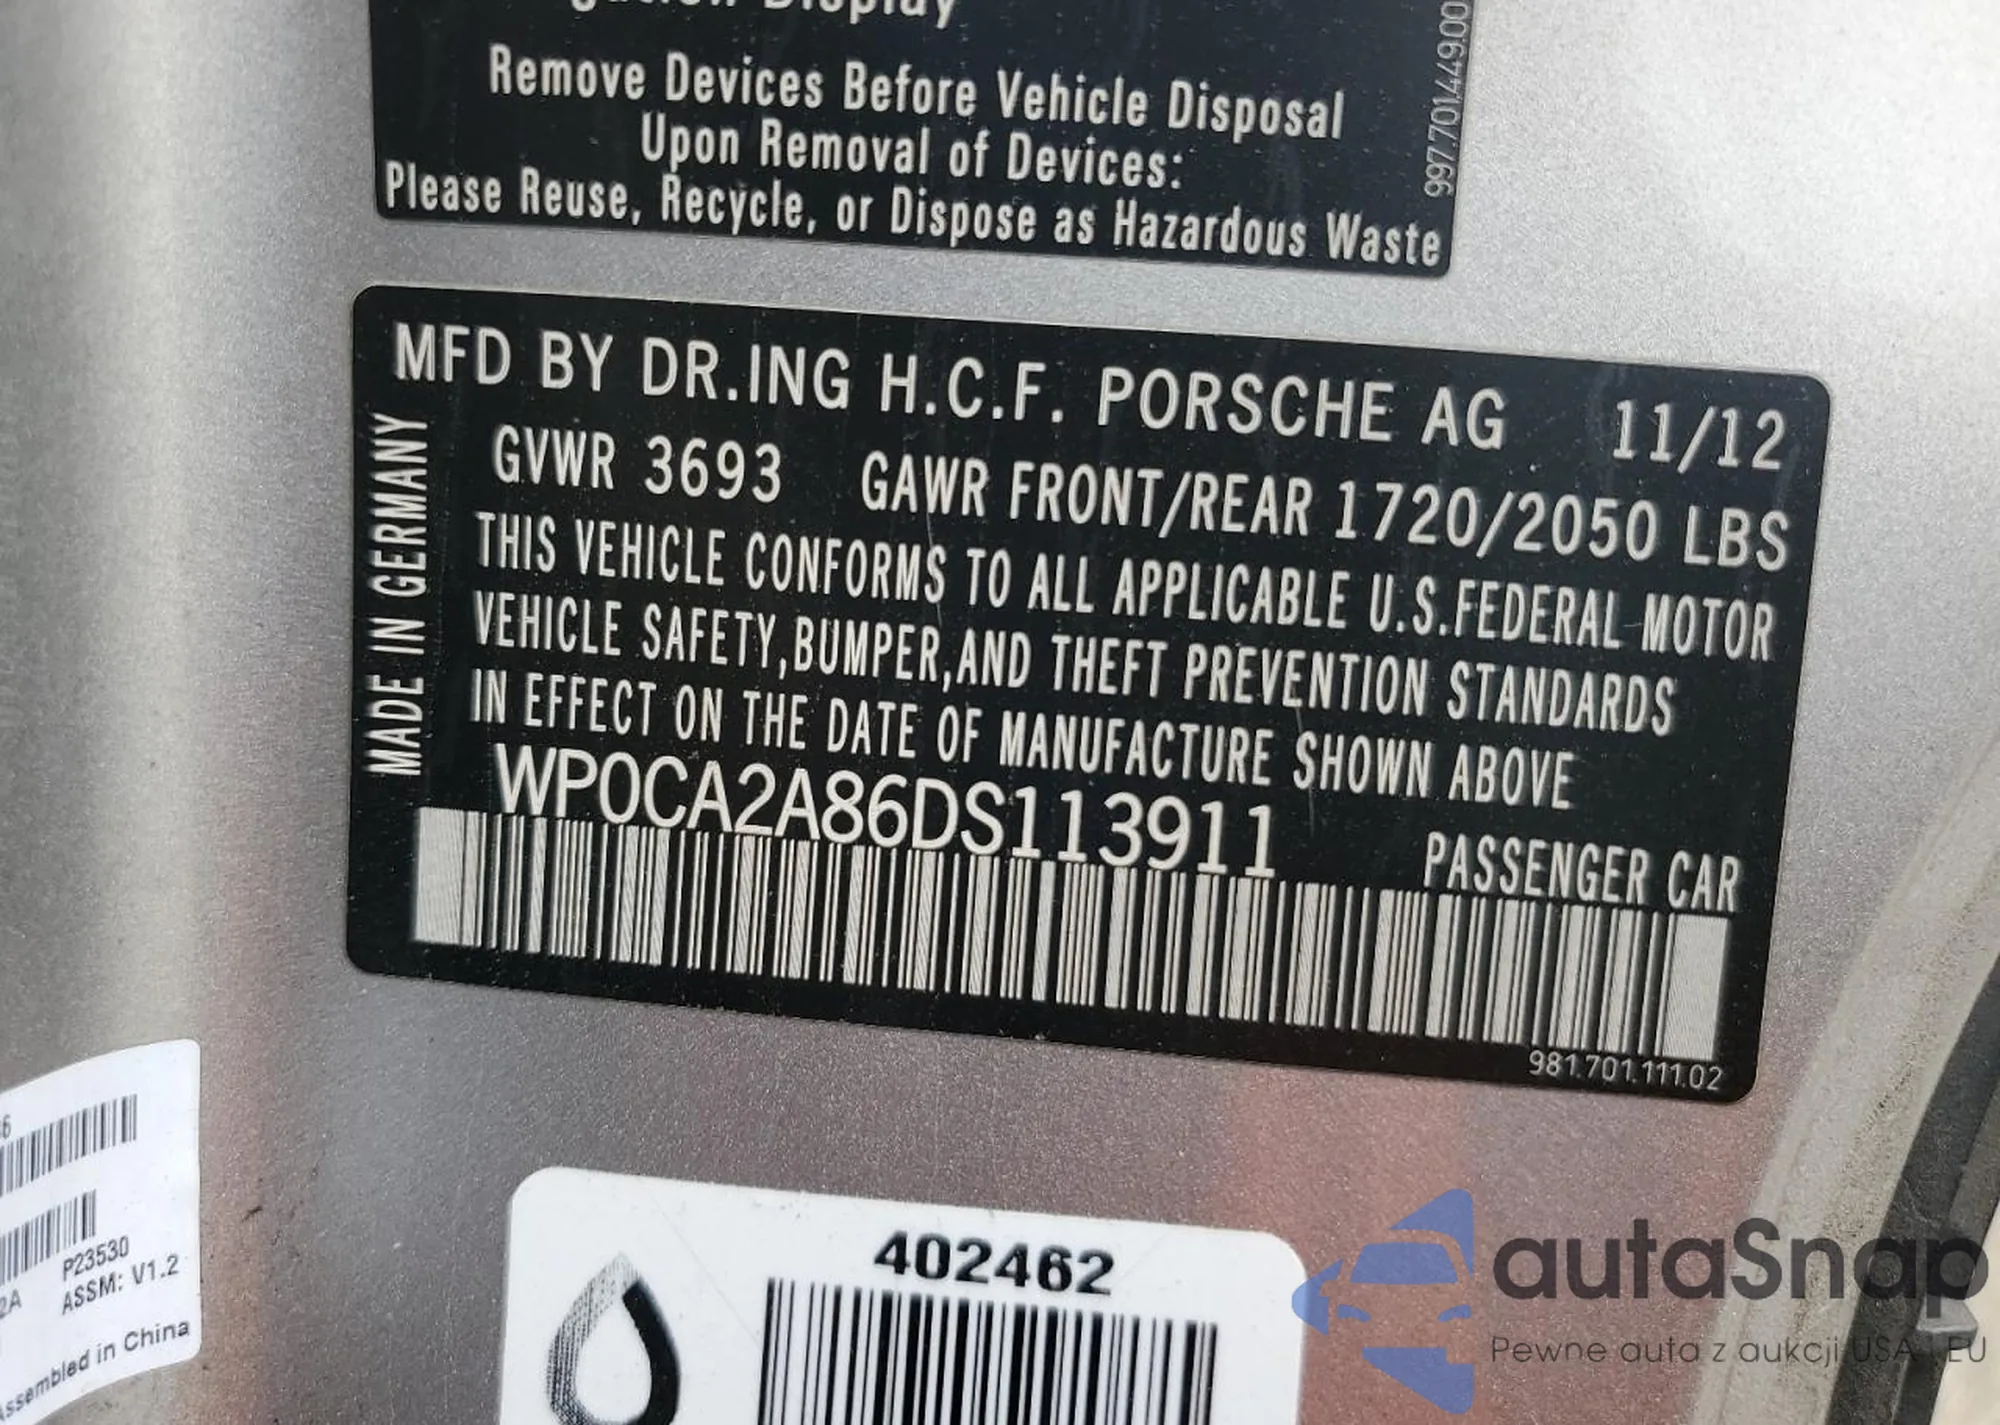 Display
Remove Devices Before Vehicle Disposal
Upon Removal of Devices:
Please Reuse, Recycle, or Dispose as Hazardous Waste
997.701.449.00
MFD BY DR.ING H.C.F. PORSCHE AG 11/12
GVWR 3693 GAWR FRONT/REAR 1720/2050 LBS
THIS VEHICLE CONFORMS TO ALL APPLICABLE U.S.FEDERAL MOTOR
VEHICLE SAFETY,BUMPER,AND THEFT PREVENTION STANDARDS
IN EFFECT ON THE DATE OF MANUFACTURE SHOWN ABOVE
WP0CA2A86DS113911
PASSENGER CAR
MADE IN GERMANY
981.701.111.02
P23530
ASSM: V1.2
Assembled in China
402462
autaSnap
Pewne auta z aukcji USA i EU